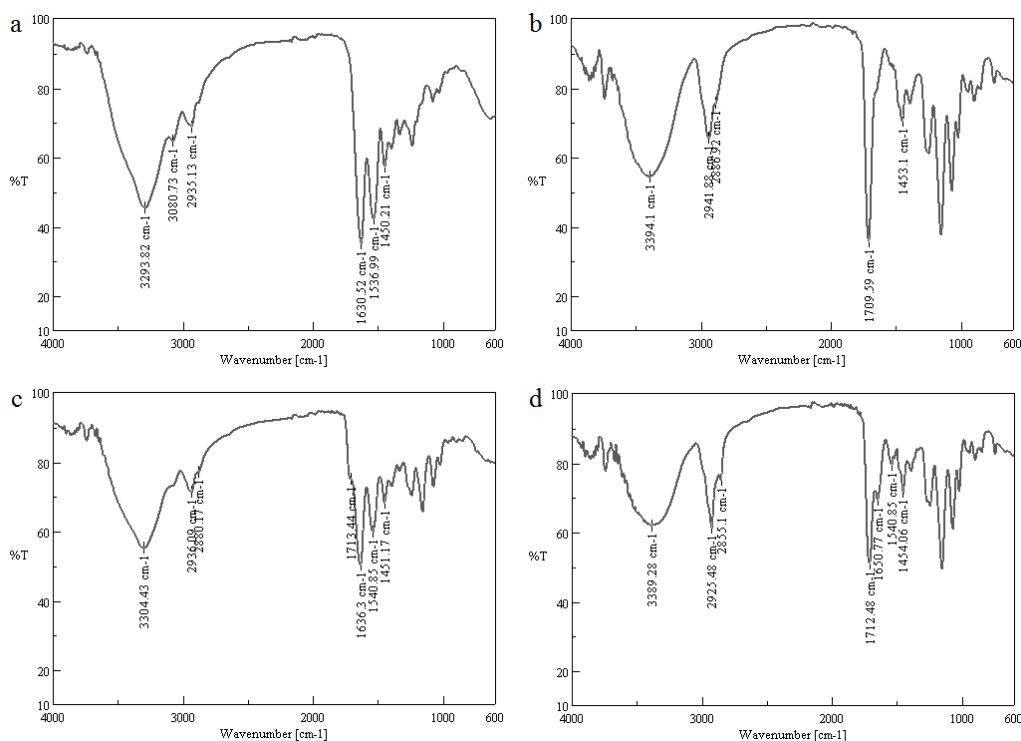 a
100
80
60
%T
40
20
10
4000
3000
2000
1000
600
Wavenumber [cm-1]
3293.82 cm-1
3080.73 cm-1
2935.13 cm-1
1630.52 cm-1
1536.99 cm-1
1450.21 cm-1
b
100
80
60
%T
40
20
10
4000
3000
2000
1000
600
Wavenumber [cm-1]
3394.1 cm-1
2941.88 cm-1
2886.92 cm-1
1709.59 cm-1
1453.1 cm-1
c
100
80
60
%T
40
20
10
4000
3000
2000
1000
600
Wavenumber [cm-1]
3304.43 cm-1
2936.09 cm-1
2880.17 cm-1
1713.44 cm-1
1636.3 cm-1
1540.85 cm-1
1451.17 cm-1
d
100
80
60
%T
40
20
10
4000
3000
2000
1000
600
Wavenumber [cm-1]
3389.28 cm-1
2925.48 cm-1
2855.1 cm-1
1712.48 cm-1
1650.77 cm-1
1540.85 cm-1
1454.06 cm-1